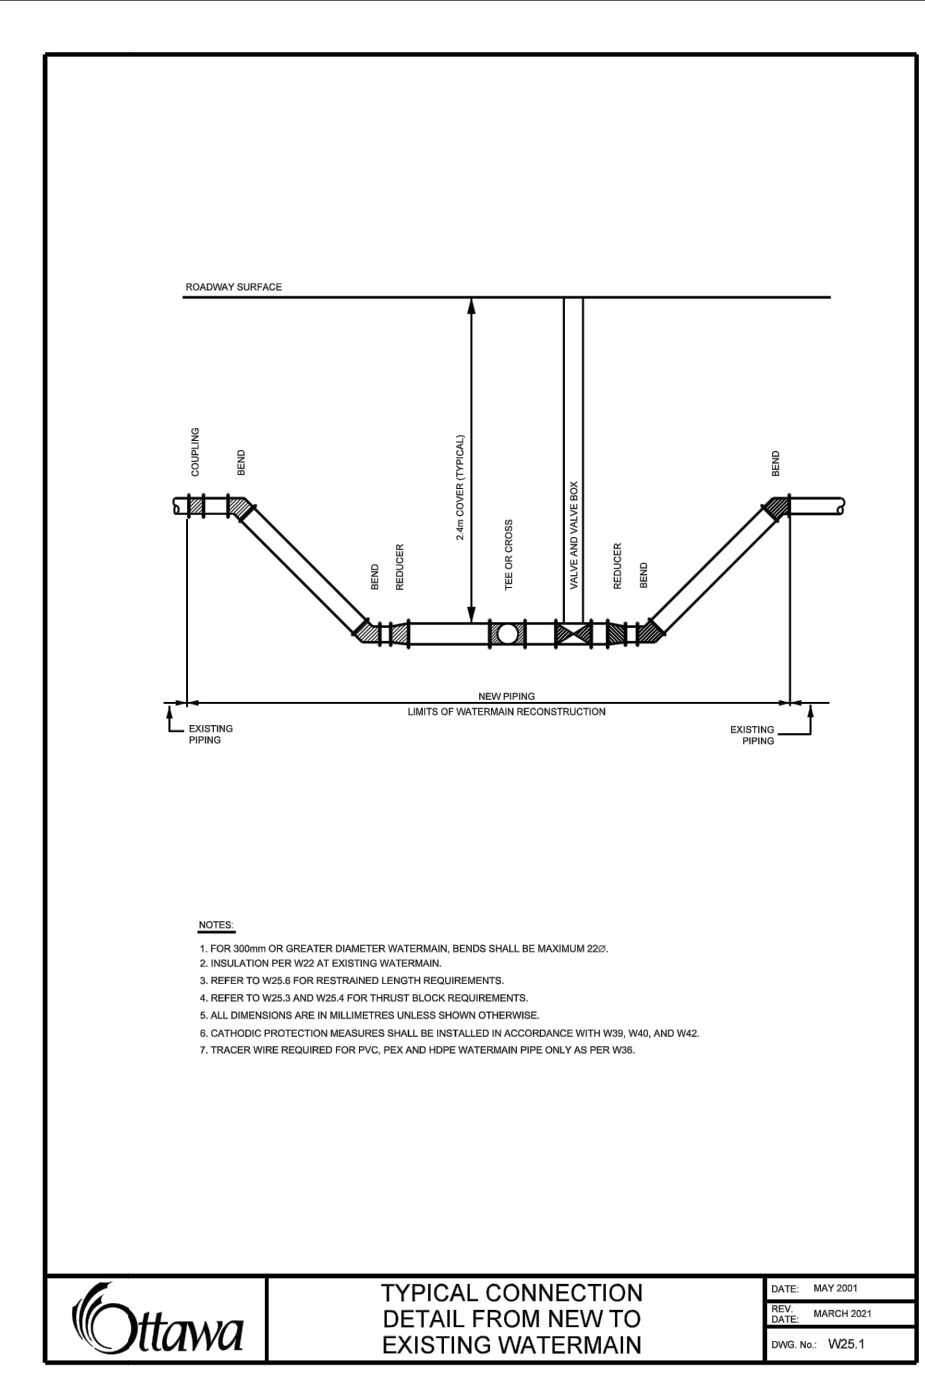 ROADWAY SURFACE
COUPLING
BEND
BEND
REDUCER
2.4m COVER (TYPICAL)
TEE OR CROSS
VALVE AND VALVE BOX
REDUCER
BEND
BEND
NEW PIPING
LIMITS OF WATERMAIN RECONSTRUCTION
EXISTING
PIPING
EXISTING
PIPING
NOTES:
1. FOR 300mm OR GREATER DIAMETER WATERMAIN, BENDS SHALL BE MAXIMUM 22∅.
2. INSULATION PER W22 AT EXISTING WATERMAIN.
3. REFER TO W25.6 FOR RESTRAINED LENGTH REQUIREMENTS.
4. REFER TO W25.3 AND W25.4 FOR THRUST BLOCK REQUIREMENTS.
5. ALL DIMENSIONS ARE IN MILLIMETRES UNLESS SHOWN OTHERWISE.
6. CATHODIC PROTECTION MEASURES SHALL BE INSTALLED IN ACCORDANCE WITH W39, W40, AND W42.
7. TRACER WIRE REQUIRED FOR PVC, PEX AND HDPE WATERMAIN PIPE ONLY AS PER W36.
Ottawa
TYPICAL CONNECTION
DETAIL FROM NEW TO
EXISTING WATERMAIN
DATE: MAY 2001
REV.
DATE: MARCH 2021
DWG. No.: W25.1